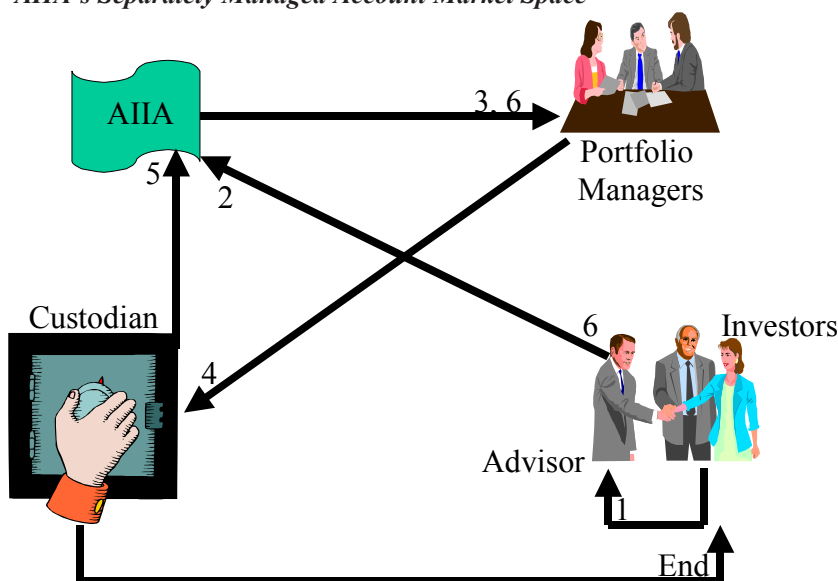 AIIA's Separately Managed Account Market Space
AIIA
3, 6
Portfolio
Managers
5
2
Custodian
6
Investors
4
Advisor
1
End